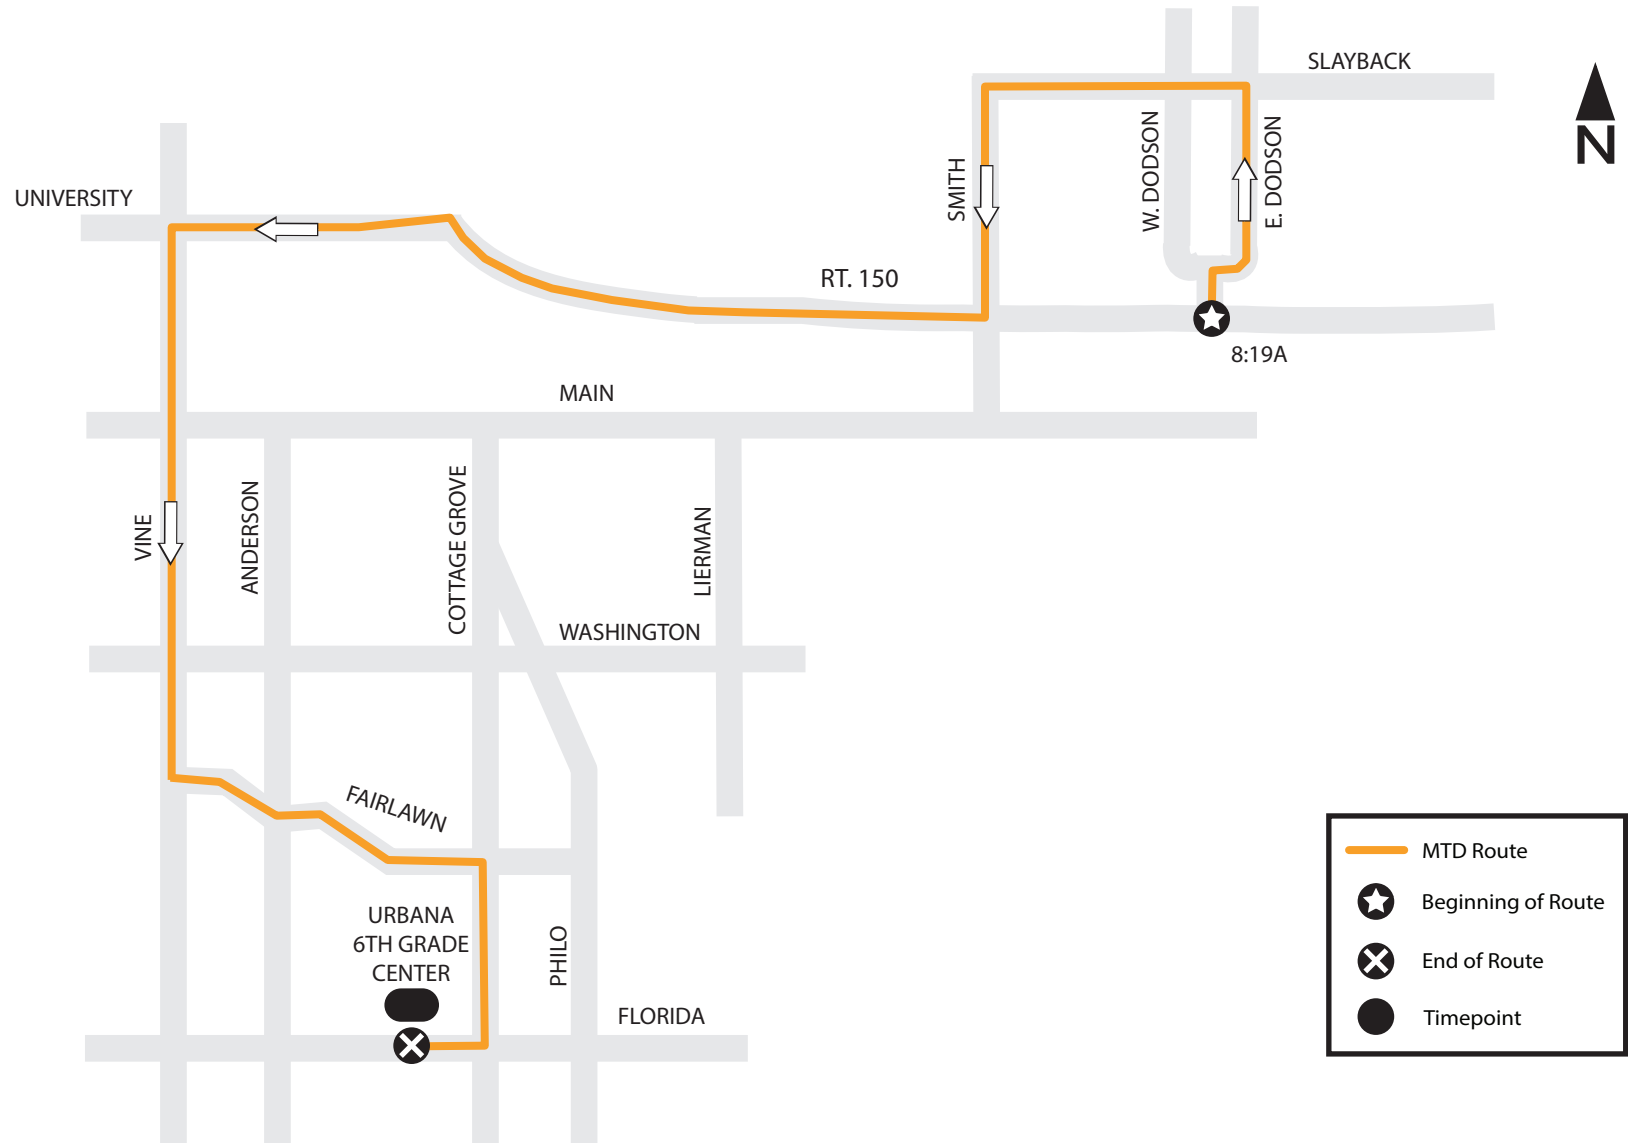 SLAYBACK
N
W. DODSON
E. DODSON
SMITH
UNIVERSITY
RT. 150
8:19A
MAIN
VINE
ANDERSON
COTTAGE GROVE
LIERMAN
WASHINGTON
FAIRLAWN
URBANA
6TH GRADE
CENTER
PHILO
FLORIDA
MTD Route
Beginning of Route
End of Route
Timepoint